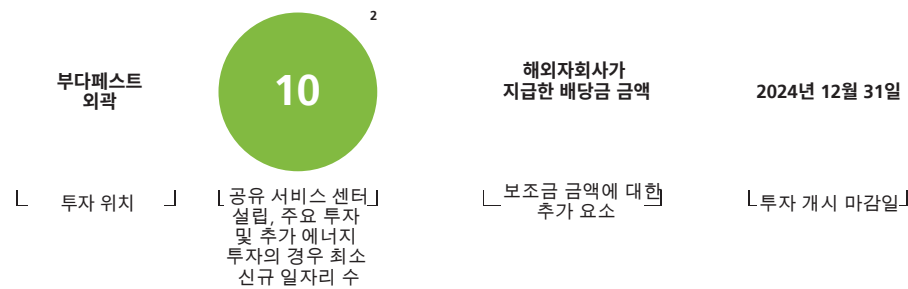 부다페스트
외곽
투자 위치
2
10
공유 서비스 센터
설립, 주요 투자
및 추가 에너지
투자의 경우 최소
신규 일자리 수
해외자회사가
지급한 배당금 금액
보조금 금액에 대한
추가 요소
2024년 12월 31일
투자 개시 마감일